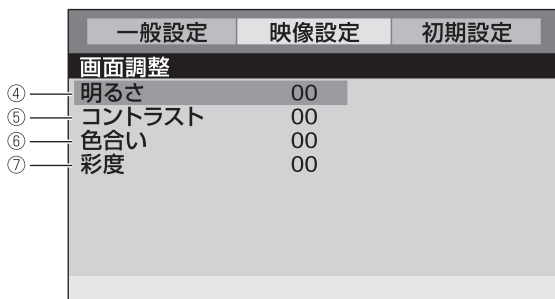 一般設定 映像設定 初期設定
画面調整
④ 明るさ 00
⑤ コントラスト 00
⑥ 色合い 00
⑦ 彩度 00